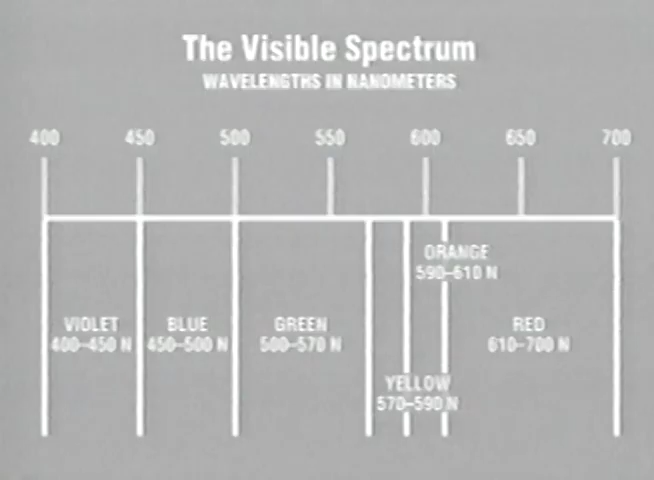 The Visible Spectrum
WAVELENGTHS IN NANOMETERS
400 450 500 550 600 650 700
ORANGE
590–610 N
VIOLET
400–450 N
BLUE
450–500 N
GREEN
500–570 N
RED
610–700 N
YELLOW
570–590 N